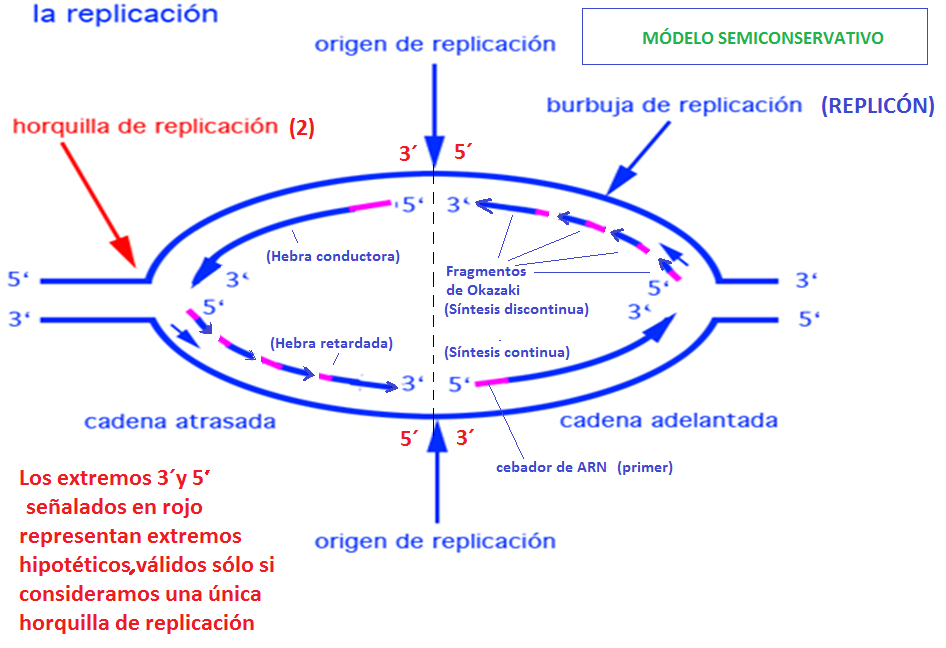 la replicación
MÓDELO SEMICONSERVATIVO
origen de replicación
burbuja de replicación (REPLICÓN)
horquilla de replicación (2)
3´ 5´
5‘ 3‘
(Hebra conductora)
Fragmentos
de Okazaki
(Síntesis discontinua)
5‘ 3‘ 5‘ 3‘
3‘ 5‘ 3‘ 5‘
(Hebra retardada)
(Síntesis continua)
3‘ 5‘
cadena atrasada
cadena adelantada
5´ 3´
cebador de ARN (primer)
origen de replicación
Los extremos 3´y 5’
señalados en rojo
representan extremos
hipotéticos,válidos sólo si
consideramos una única
horquilla de replicación